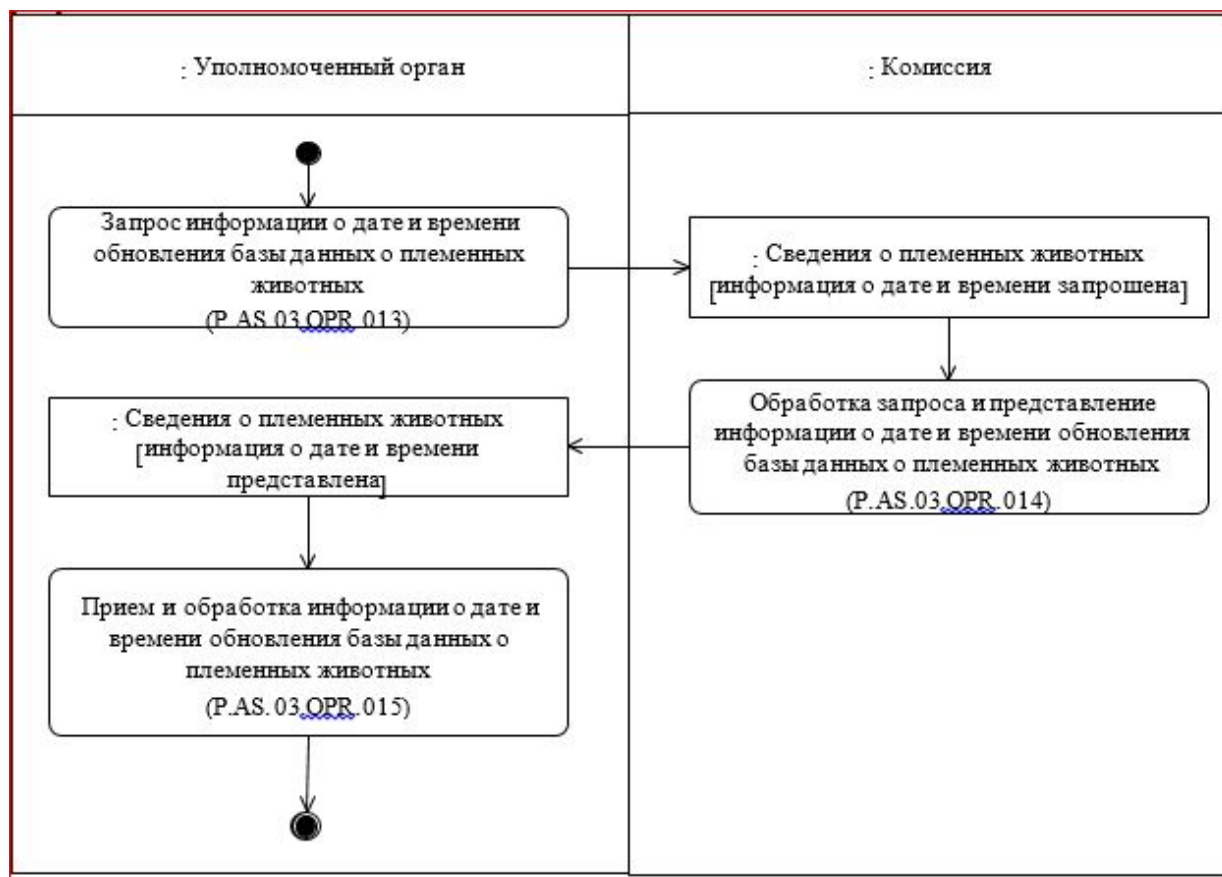 : Уполномоченный орган
: Комиссия
Запрос информации о дате и времени
обновления базы данных о племенных
животных
(P.AS.03.OPR.013)
: Сведения о племенных животных
[информация о дате и времени запрошена]
Обработка запроса и представление
информации о дате и времени обновления
базы данных о племенных животных
(P.AS.03.OPR.014)
: Сведения о племенных животных
[информация о дате и времени
представлена]
Прием и обработка информации о дате и
времени обновления базы данных о
племенных животных
(P.AS.03.OPR.015)